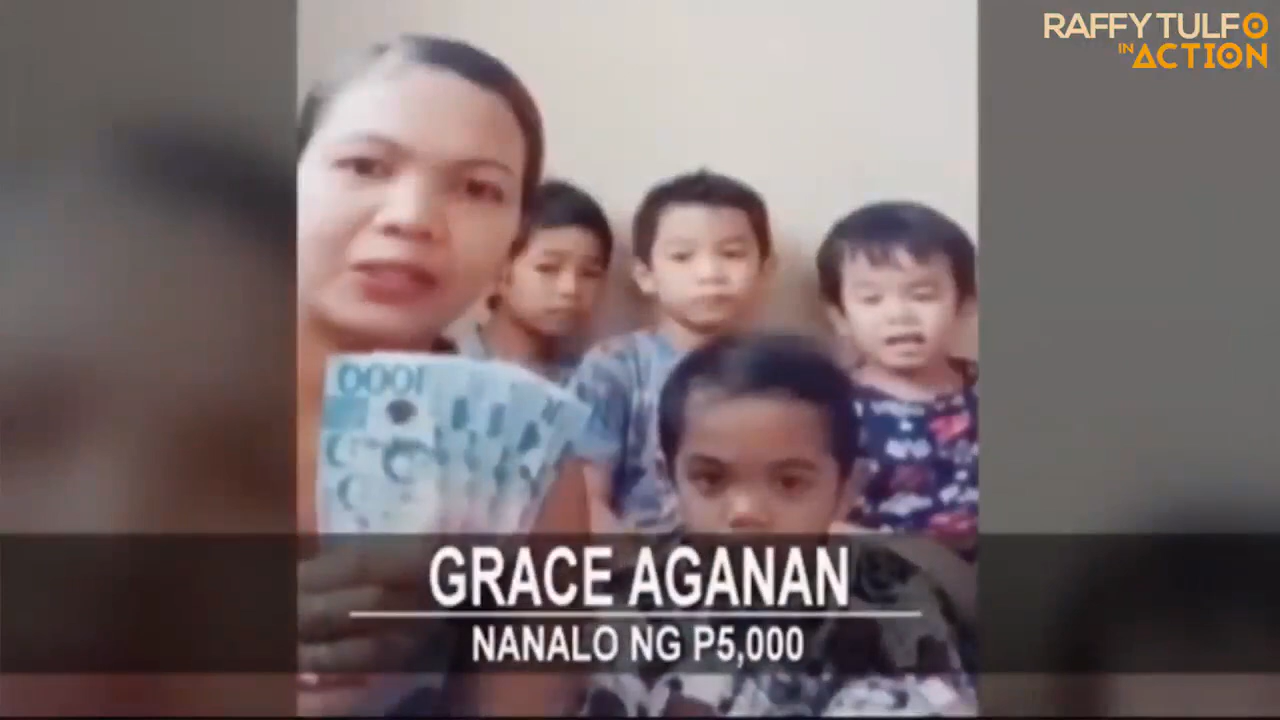 RAFFY TULFO
IN ACTION
1000
GRACE AGANAN
NANALO NG P5,000